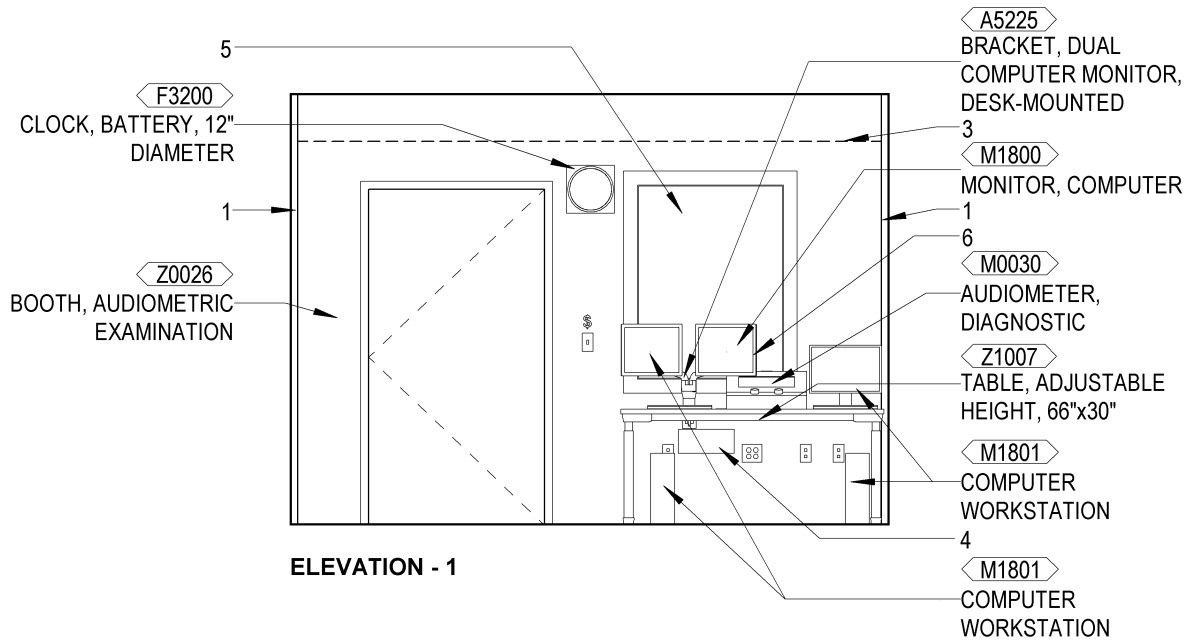 5
F3200
CLOCK, BATTERY, 12"
DIAMETER
1
Z0026
BOOTH, AUDIOMETRIC
EXAMINATION
$
A5225
BRACKET, DUAL
COMPUTER MONITOR,
DESK-MOUNTED
3
M1800
MONITOR, COMPUTER
1
6
M0030
AUDIOMETER,
DIAGNOSTIC
Z1007
TABLE, ADJUSTABLE
HEIGHT, 66"x30"
M1801
COMPUTER
WORKSTATION
4
M1801
COMPUTER
WORKSTATION
ELEVATION - 1